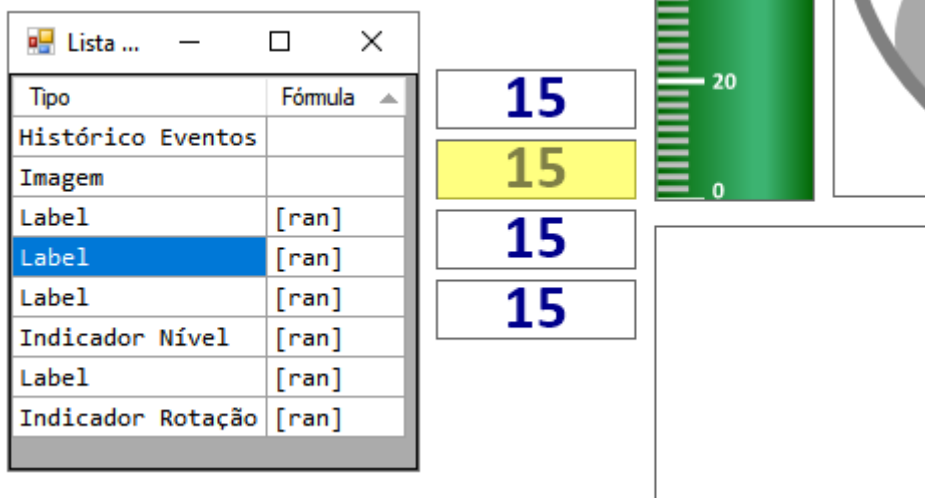 Lista ...
Tipo Fórmula
Histórico Eventos
Imagem
Label [ran]
Label [ran]
Label [ran]
Indicador Nível [ran]
Label [ran]
Indicador Rotação [ran]
15
15
15
15
20
0